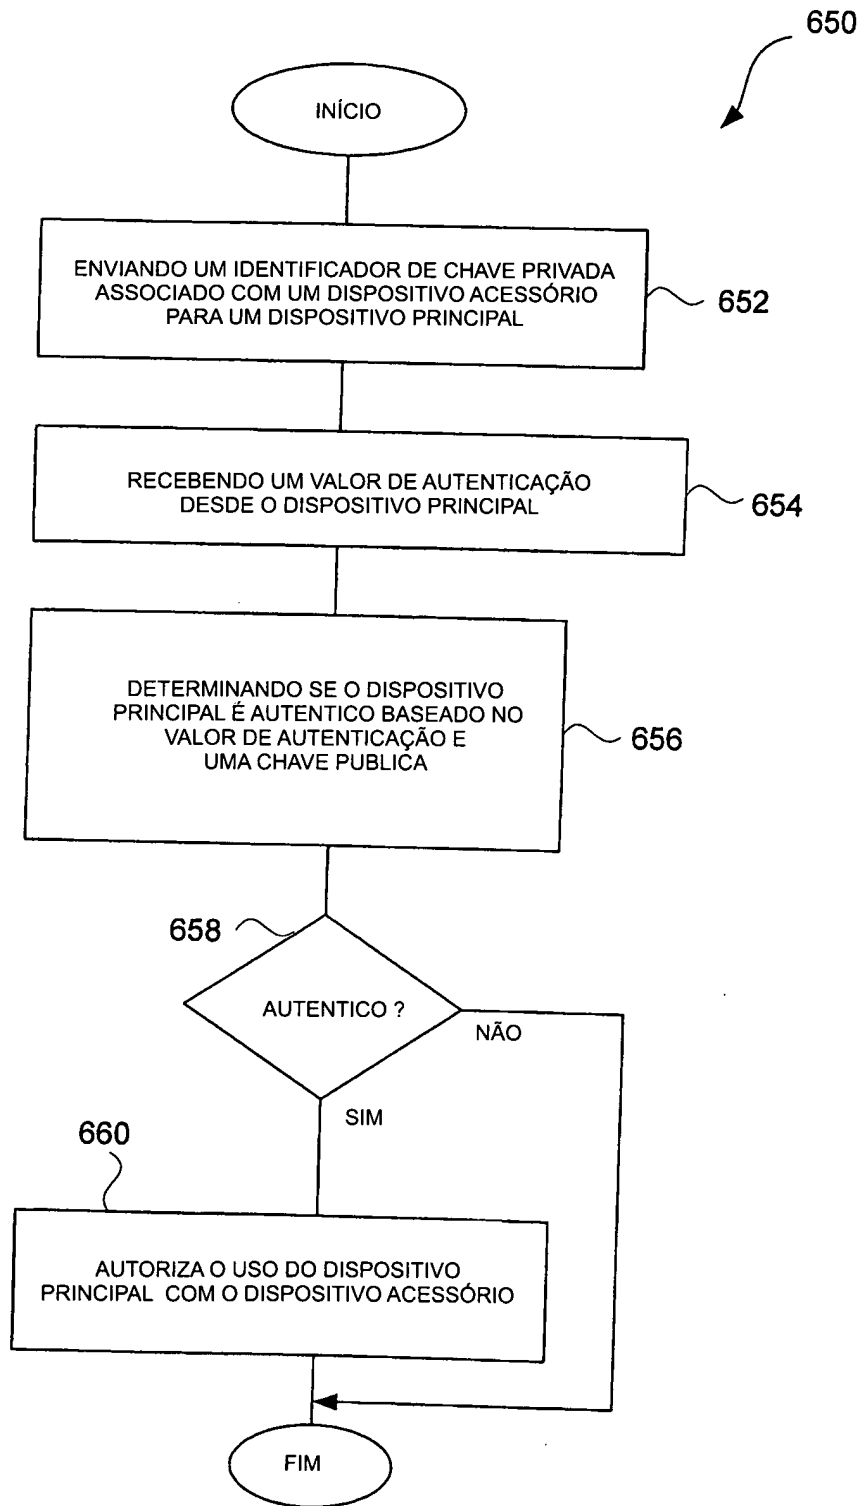 650
INÍCIO
ENVIANDO UM IDENTIFICADOR DE CHAVE PRIVADA
ASSOCIADO COM UM DISPOSITIVO ACESSÓRIO
PARA UM DISPOSITIVO PRINCIPAL
652
RECEBENDO UM VALOR DE AUTENTICAÇÃO
DESDE O DISPOSITIVO PRINCIPAL
654
DETERMINANDO SE O DISPOSITIVO
PRINCIPAL É AUTENTICO BASEADO NO
VALOR DE AUTENTICAÇÃO E
UMA CHAVE PUBLICA
656
658
AUTENTICO ?
NÃO
SIM
660
AUTORIZA O USO DO DISPOSITIVO
PRINCIPAL COM O DISPOSITIVO ACESSÓRIO
FIM